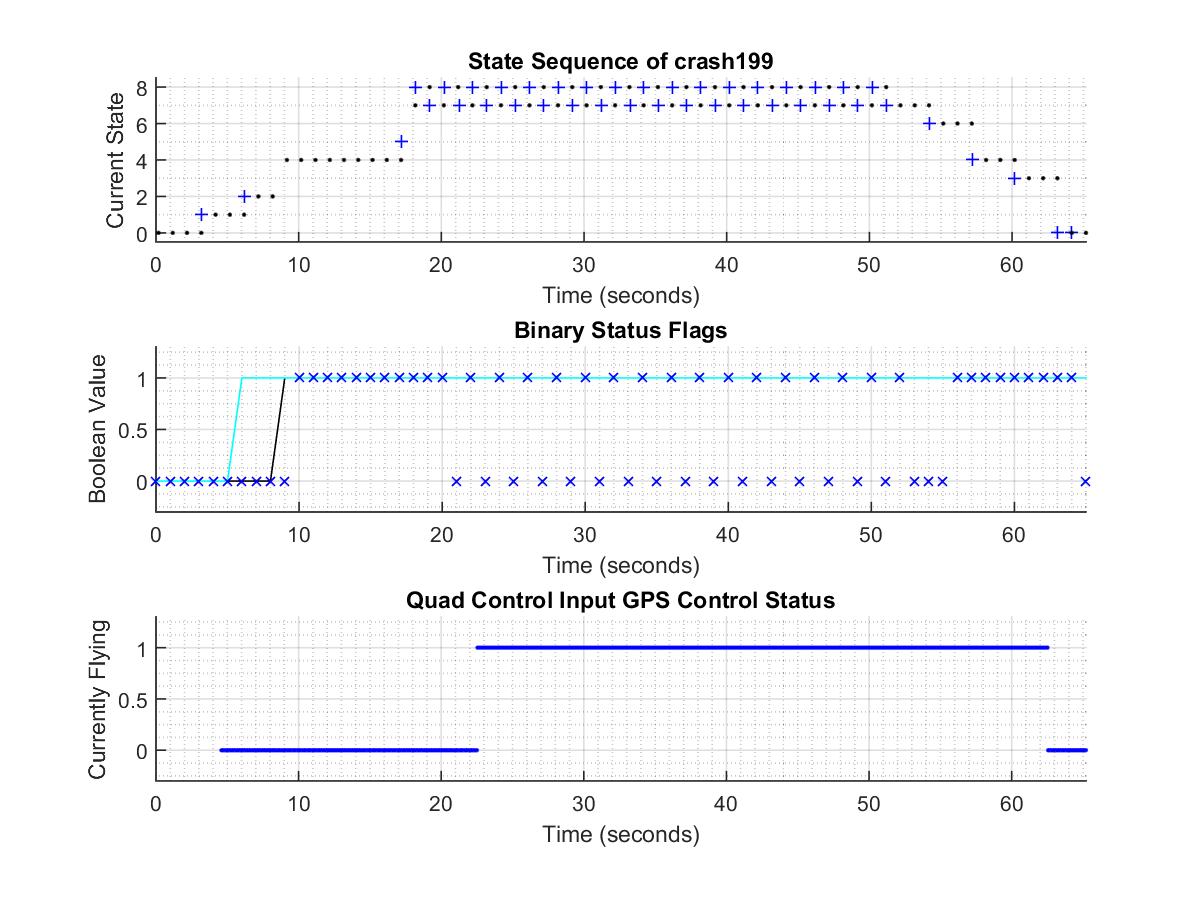 State Sequence of crash199
8
6
4
2
0
Current State
0 10 20 30 40 50 60
Time (seconds)
Binary Status Flags
1
0.5
0
Boolean Value
0 10 20 30 40 50 60
Time (seconds)
Quad Control Input GPS Control Status
1
0.5
0
Currently Flying
0 10 20 30 40 50 60
Time (seconds)